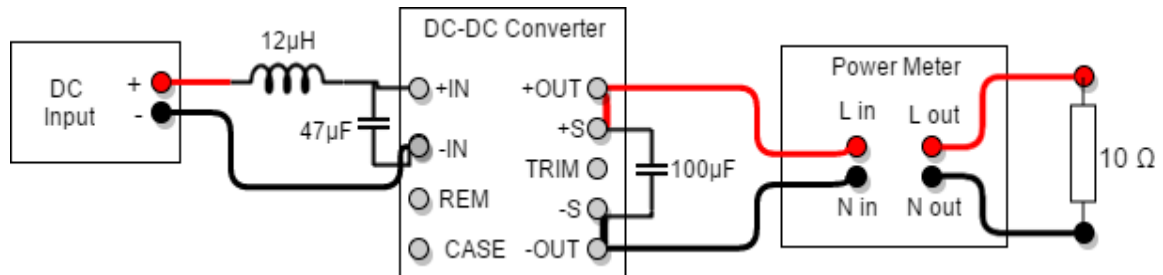 DC
Input
+
-
12µH
47µF
DC-DC Converter
+IN
-IN
REM
CASE
+OUT
+S
TRIM
-S
-OUT
100µF
Power Meter
L in
L out
N in
N out
10 Ω